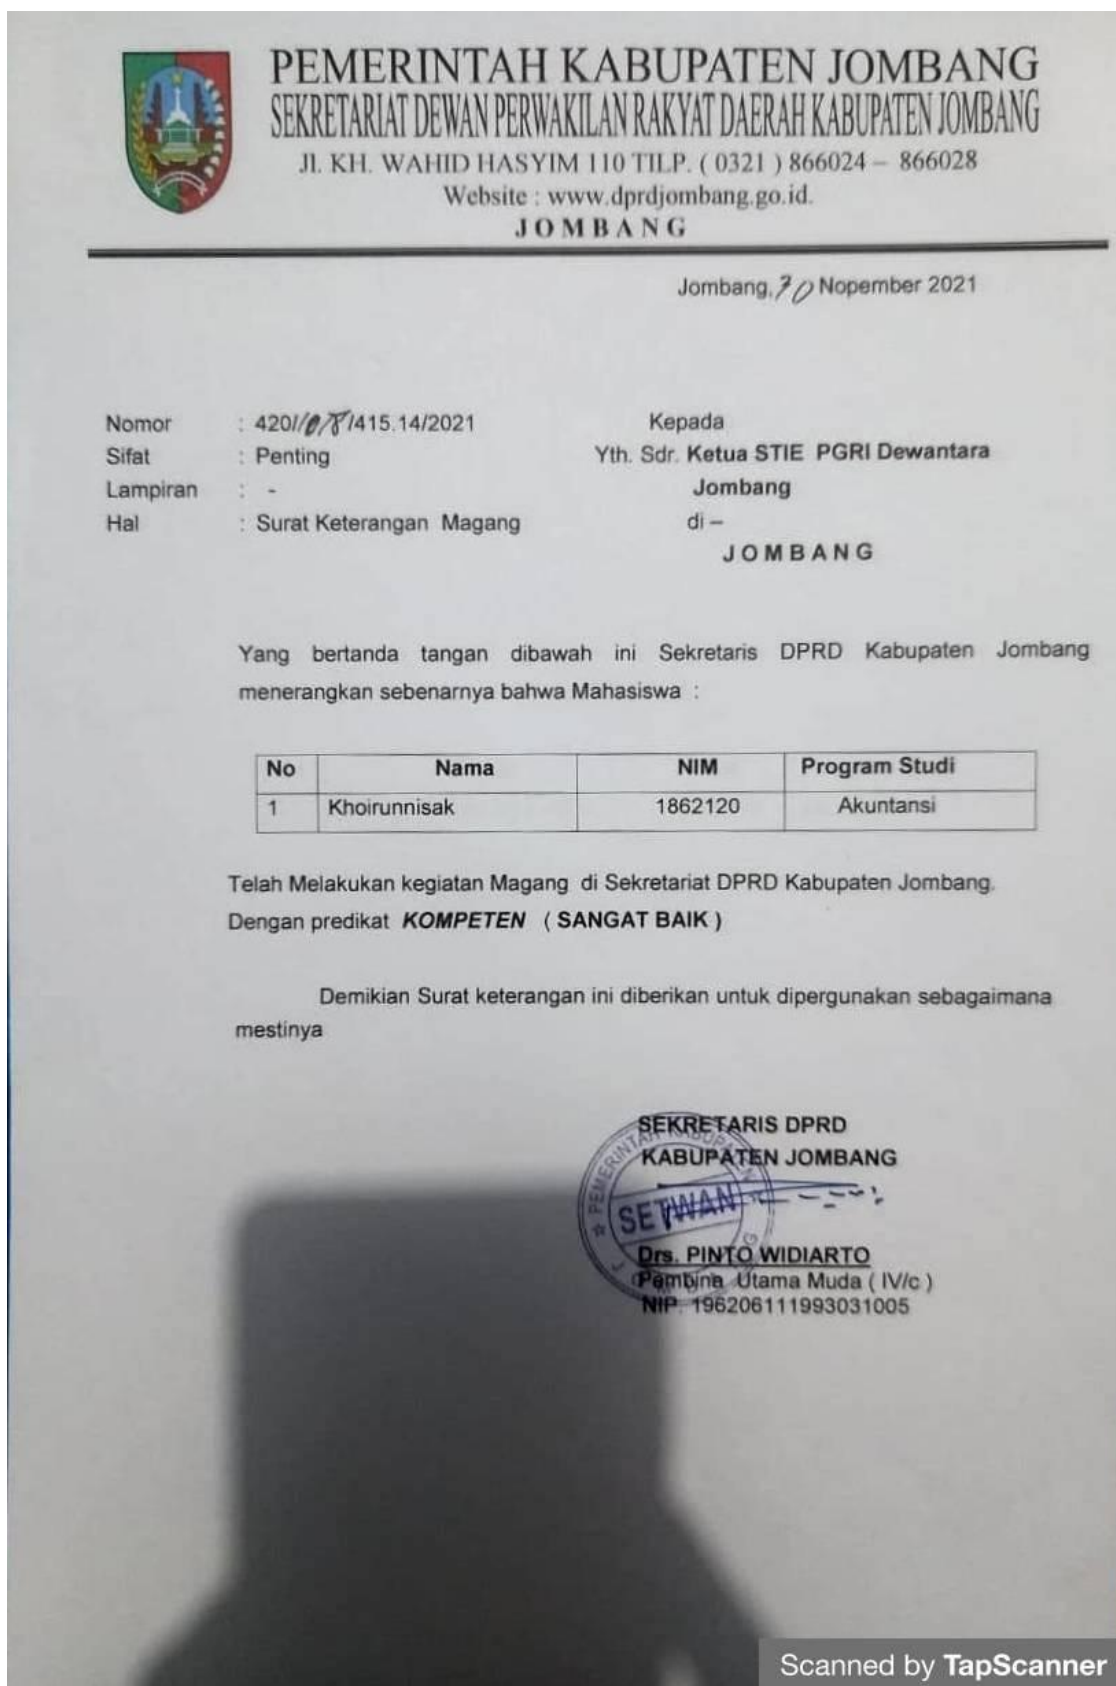 PEMERINTAH KABUPATEN JOMBANG
SEKRETARIAT DEWAN PERWAKILAN RAKYAT DAERAH KABUPATEN JOMBANG
Jl. KH. WAHID HASYIM 110 TILP. ( 0321 ) 866024 – 866028
Website : www.dprdjombang.go.id.
JOMBANG
Jombang, 30 Nopember 2021
Nomor : 420/ /415.14/2021
Sifat : Penting
Lampiran : -
Hal : Surat Keterangan Magang
Kepada
Yth. Sdr. Ketua STIE PGRI Dewantara
Jombang
di –
JOMBANG
Yang bertanda tangan dibawah ini Sekretaris DPRD Kabupaten Jombang
menerangkan sebenarnya bahwa Mahasiswa :
No Nama NIM Program Studi
1 Khoirunnisak 1862120 Akuntansi
Telah Melakukan kegiatan Magang di Sekretariat DPRD Kabupaten Jombang.
Dengan predikat KOMPETEN ( SANGAT BAIK )
Demikian Surat keterangan ini diberikan untuk dipergunakan sebagaimana
mestinya
SEKRETARIS DPRD
KABUPATEN JOMBANG
PEMERINTAH KABUPATEN
SETWAN
JOMBANG
Drs. PINTO WIDIARTO
Pembina Utama Muda ( IV/c )
NIP. 196206111993031005
Scanned by TapScanner